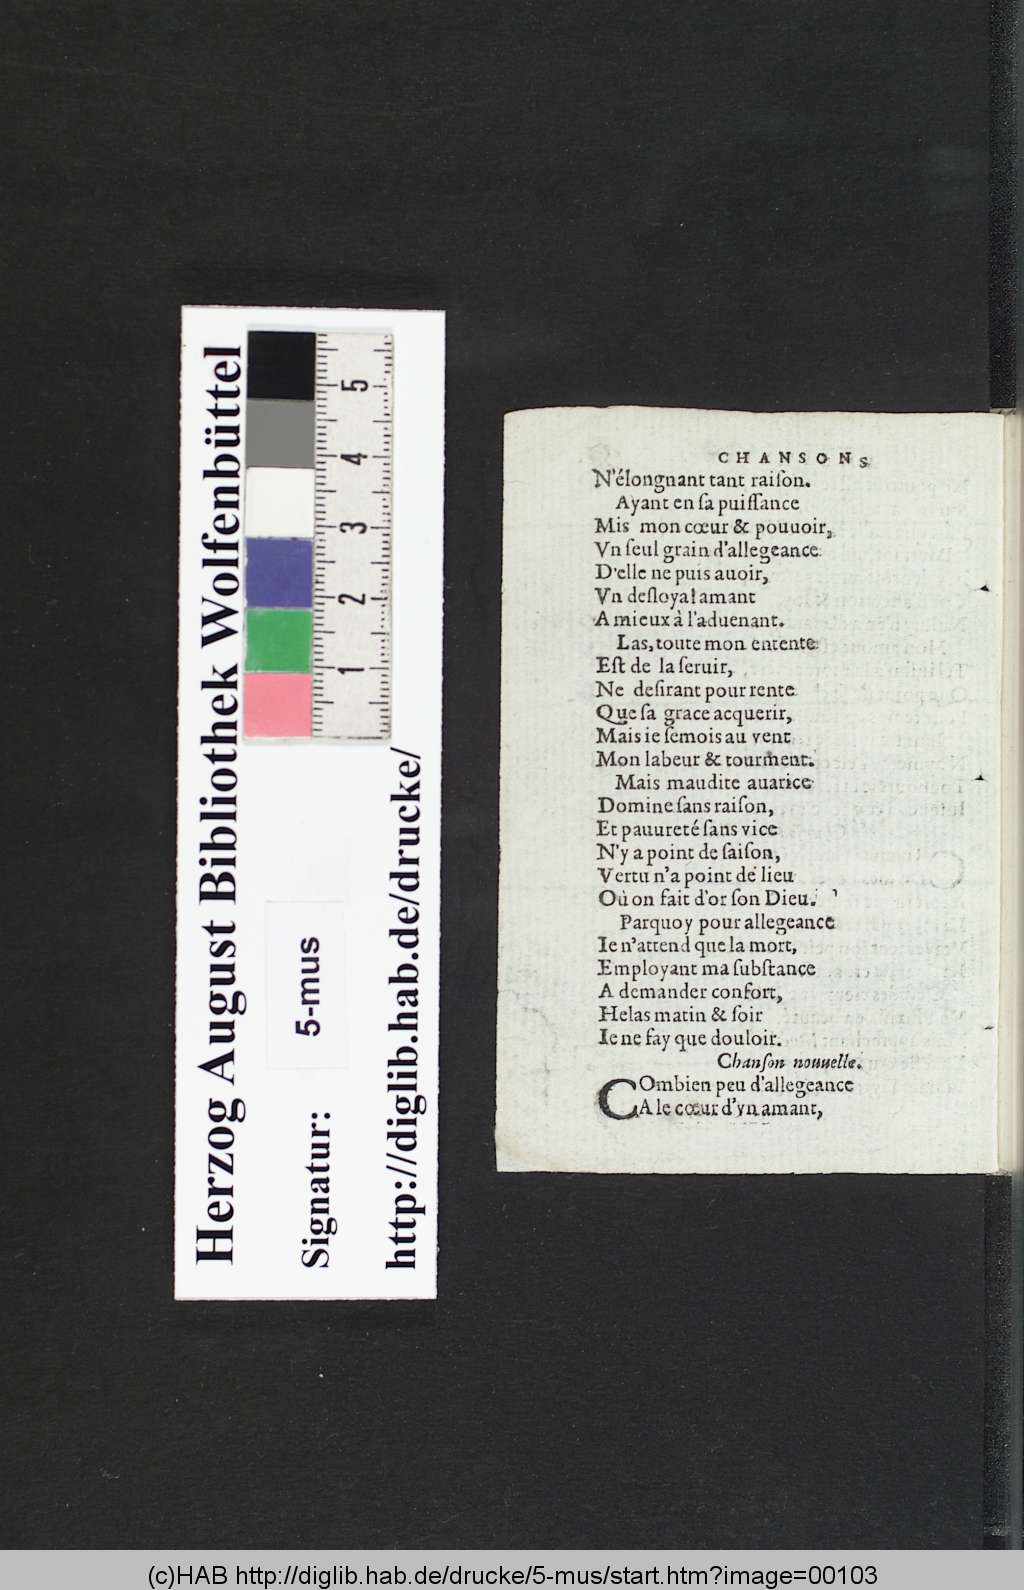 Herzog August Bibliothek Wolfenbüttel
5 4 3 2 1
Signatur: 5-mus
http://diglib.hab.de/drucke/
CHANSONS
N'élongnant tant raiſon.
Ayant en ſa puiſſance
Mis mon cœur & pouuoir,
Vn ſeul grain d'allegeance
D'elle ne puis auoir,
Vn deſloyal amant
A mieux à l'aduenant.
Las, toute mon entente
Eſt de la ſeruir,
Ne deſirant pour rente
Que ſa grace acquerir,
Mais ie ſemois au vent
Mon labeur & tourment.
Mais maudite auarice
Domine ſans raiſon,
Et pauureté ſans vice
N'y a point de ſaiſon,
Vertu n'a point de lieu
Où on fait d'or ſon Dieu.
Parquoy pour allegeance
Ie n'attend que la mort,
Employant ma ſubſtance
A demander confort,
Helas matin & ſoir
Ie ne fay que douloir.
Chanſon nouuelle.
COmbien peu d'allegeance
A le cœur d'vn amant,
(c)HAB http://diglib.hab.de/drucke/5-mus/start.htm?image=00103